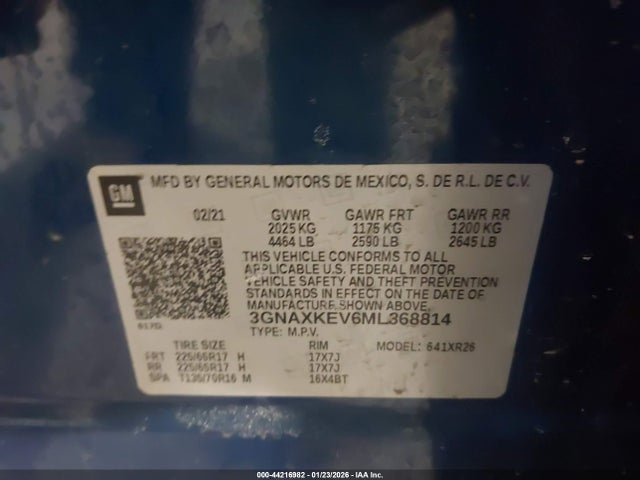 GM MFD BY GENERAL MOTORS DE MEXICO, S. DE R.L. DE C.V.
02/21 GVWR GAWR FRT GAWR RR
2025 KG 1175 KG 1200 KG
4464 LB 2590 LB 2645 LB
THIS VEHICLE CONFORMS TO ALL
APPLICABLE U.S. FEDERAL MOTOR
VEHICLE SAFETY AND THEFT PREVENTION
STANDARDS IN EFFECT ON THE DATE OF
MANUFACTURE SHOWN ABOVE.
3GNAXKEV6ML368814
TYPE: M.P.V.
TIRE SIZE RIM MODEL: 641XR26
FRT 225/65R17 H 17X7J
RR 225/65R17 H 17X7J
SPA T135/70R16 M 16X4BT
000-44216982 - 01/23/2026 - IAA Inc.